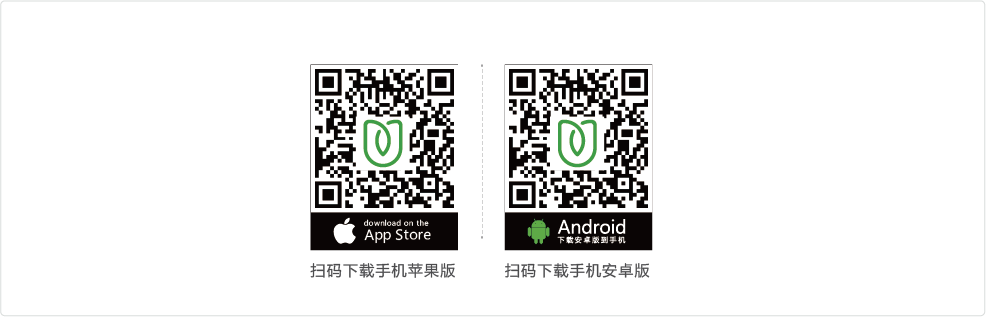 download on the
App Store
扫码下载手机苹果版
Android
下载安卓版到手机
扫码下载手机安卓版